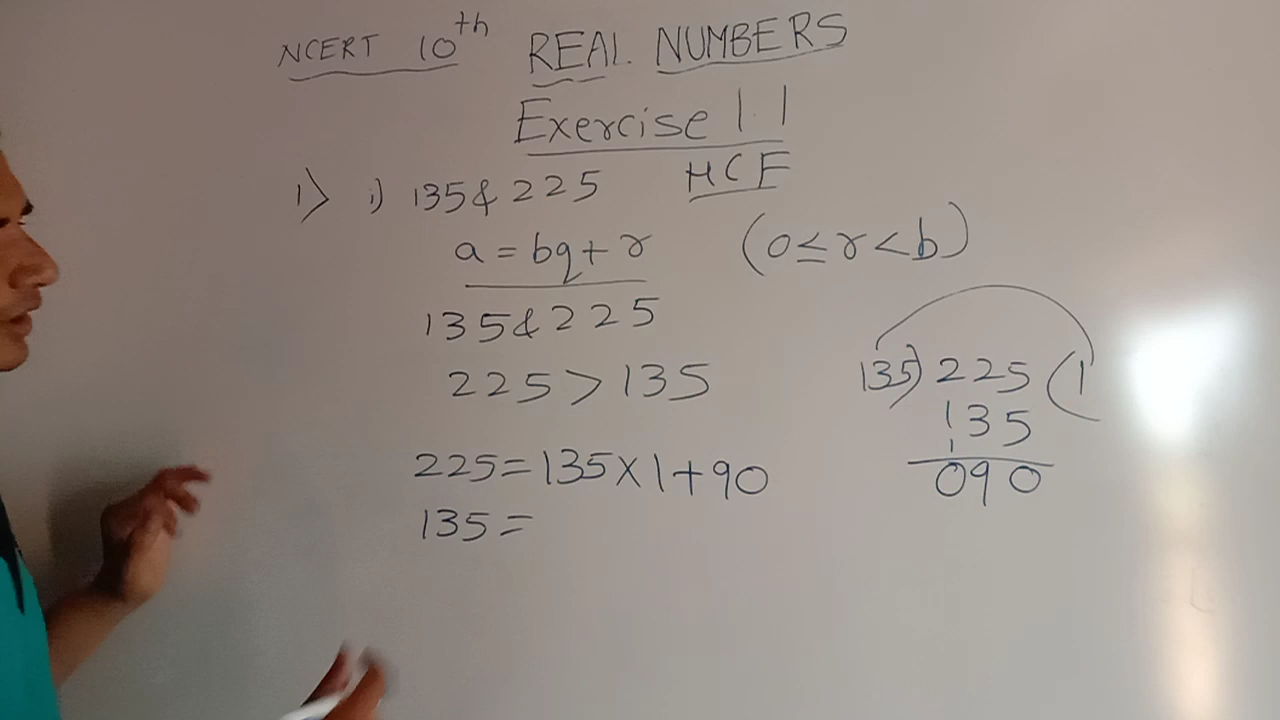 NCERT 10th REAL NUMBERS
Exercise 1.1
HCF
1) i) 135 & 225
a = bq + r (0 ≤ r < b)
135 & 225
225 > 135
225 = 135 × 1 + 90
135 =
135) 225 (1
135
090